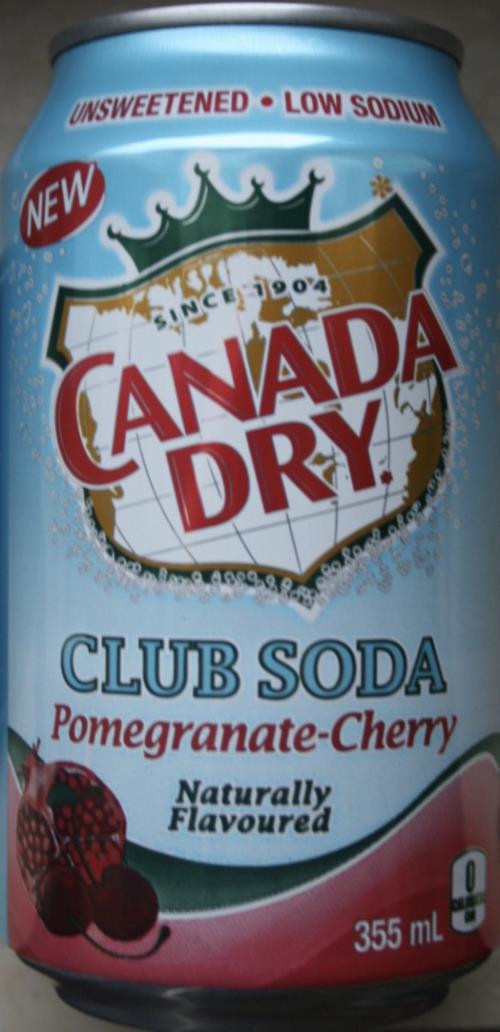 UNSWEETENED • LOW SODIUM
NEW
SINCE 1904
CANADA
DRY.
CLUB SODA
Pomegranate-Cherry
Naturally
Flavoured
0
355 mL